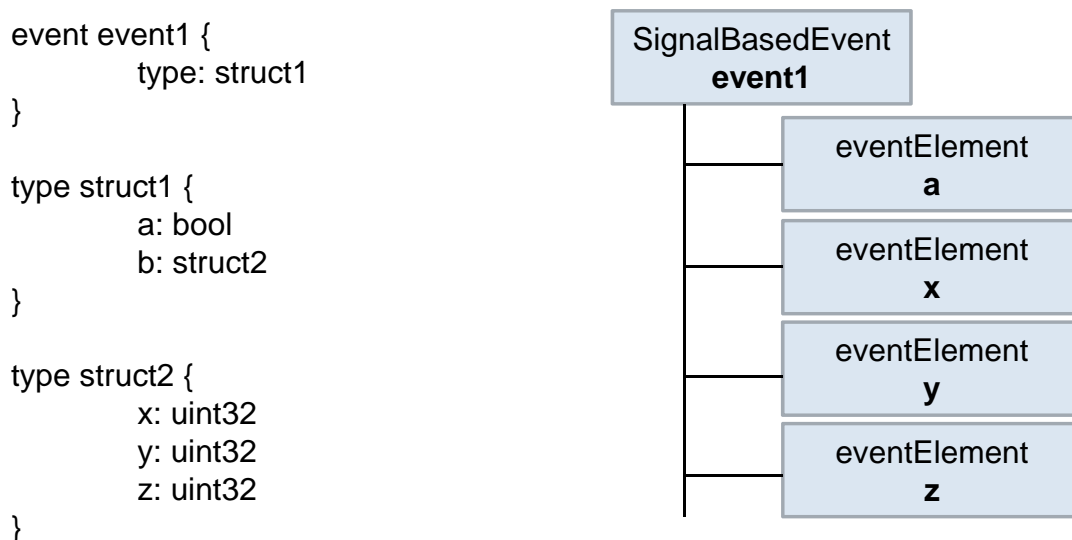 event event1 {
type: struct1
}
type struct1 {
a: bool
b: struct2
}
type struct2 {
x: uint32
y: uint32
z: uint32
}
SignalBasedEvent
event1
eventElement
a
eventElement
x
eventElement
y
eventElement
z